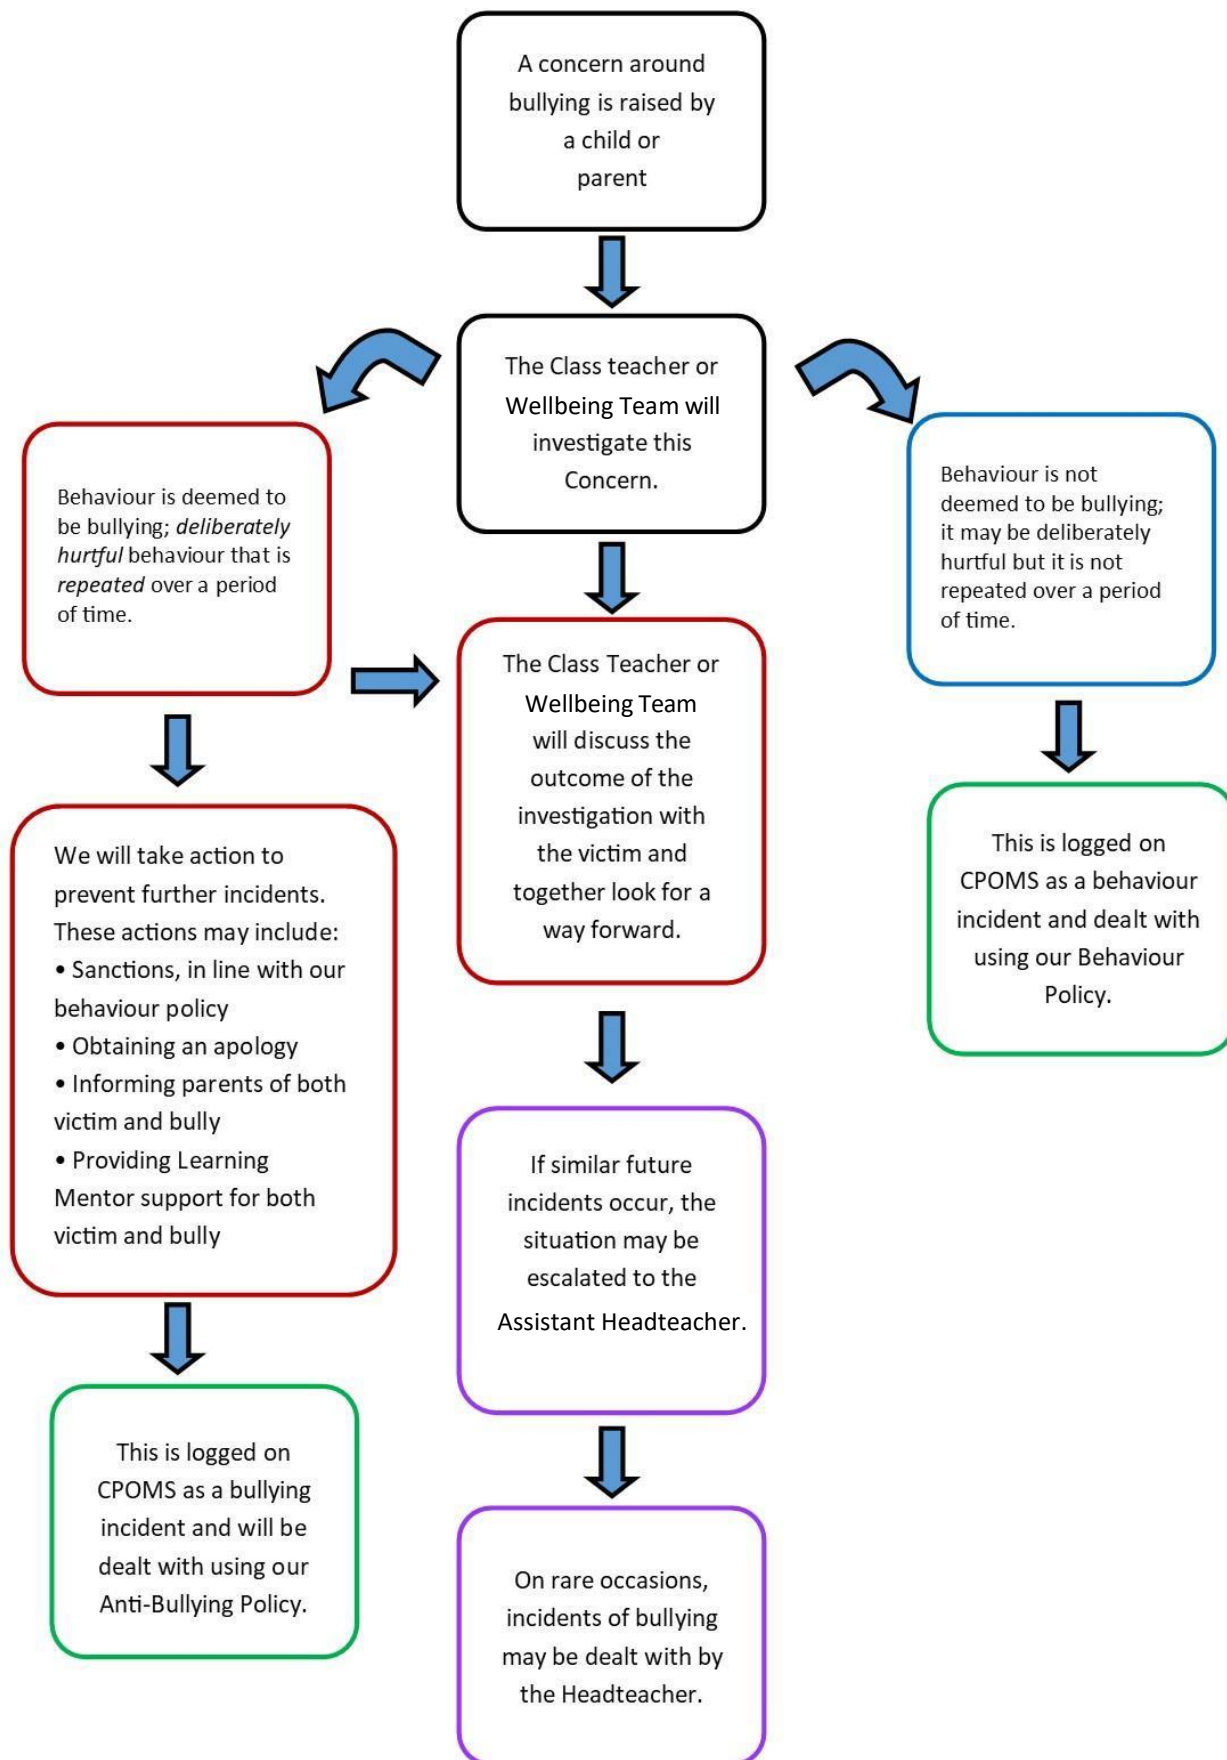 A concern around
bullying is raised by
a child or
parent
The Class teacher or
Wellbeing Team will
investigate this
Concern.
Behaviour is deemed to
be bullying; deliberately
hurtful behaviour that is
repeated over a period
of time.
Behaviour is not
deemed to be bullying;
it may be deliberately
hurtful but it is not
repeated over a period
of time.
The Class Teacher or
Wellbeing Team
will discuss the
outcome of the
investigation with
the victim and
together look for a
way forward.
We will take action to
prevent further incidents.
These actions may include:
• Sanctions, in line with our
behaviour policy
• Obtaining an apology
• Informing parents of both
victim and bully
• Providing Learning
Mentor support for both
victim and bully
This is logged on
CPOMS as a behaviour
incident and dealt with
using our Behaviour
Policy.
If similar future
incidents occur, the
situation may be
escalated to the
Assistant Headteacher.
This is logged on
CPOMS as a bullying
incident and will be
dealt with using our
Anti-Bullying Policy.
On rare occasions,
incidents of bullying
may be dealt with by
the Headteacher.